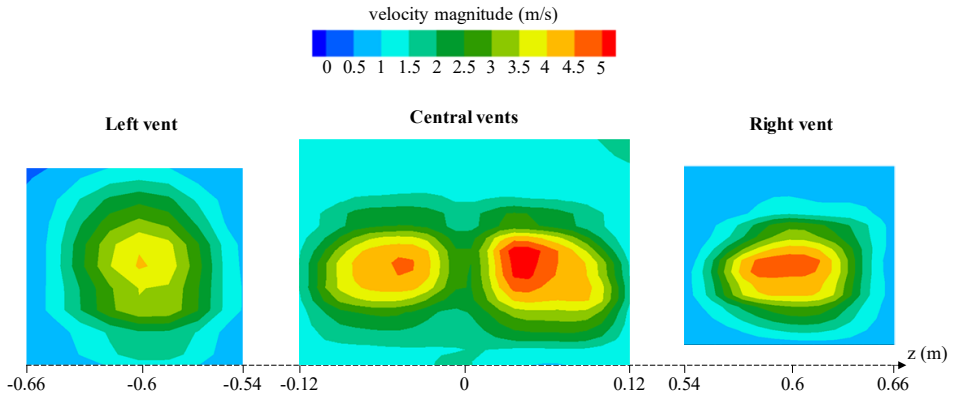 velocity magnitude (m/s)
0 0.5 1 1.5 2 2.5 3 3.5 4 4.5 5
Left vent
Central vents
Right vent
z (m)
-0.66 -0.6 -0.54 -0.12 0 0.12 0.54 0.6 0.66